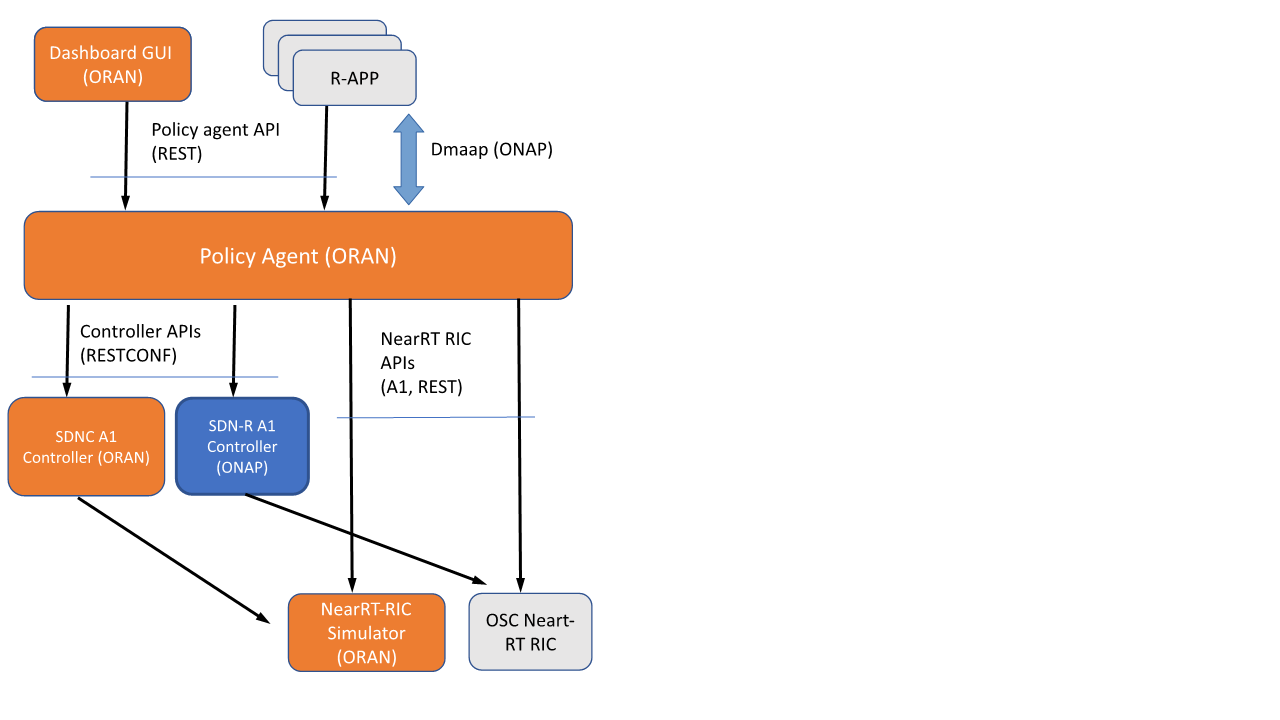 Dashboard GUI
(ORAN)
R-APP
Policy agent API
(REST)
Dmaap (ONAP)
Policy Agent (ORAN)
Controller APIs
(RESTCONF)
NearRT RIC
APIs
(A1, REST)
SDNC A1
Controller (ORAN)
SDN-R A1
Controller
(ONAP)
NearRT-RIC
Simulator
(ORAN)
OSC Neart-
RT RIC